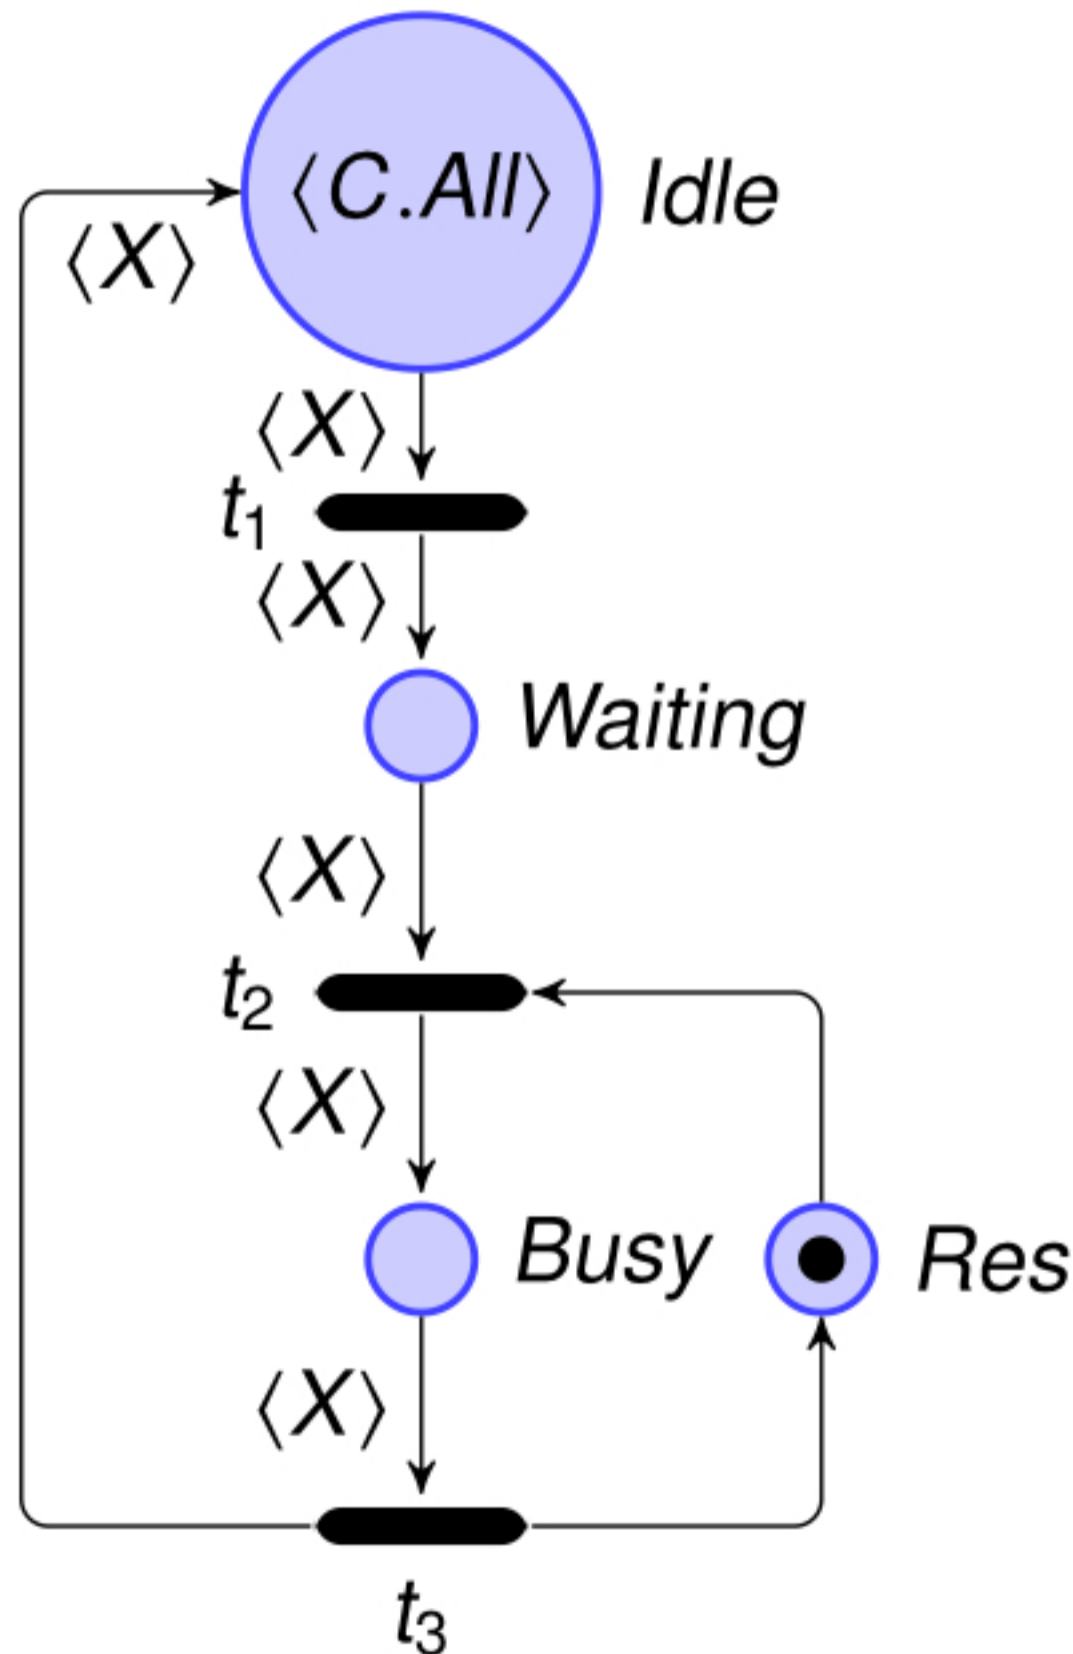 ⟨C.All⟩ Idle
⟨X⟩
⟨X⟩
t₁
⟨X⟩
Waiting
⟨X⟩
t₂
⟨X⟩
Busy
Res
⟨X⟩
t₃